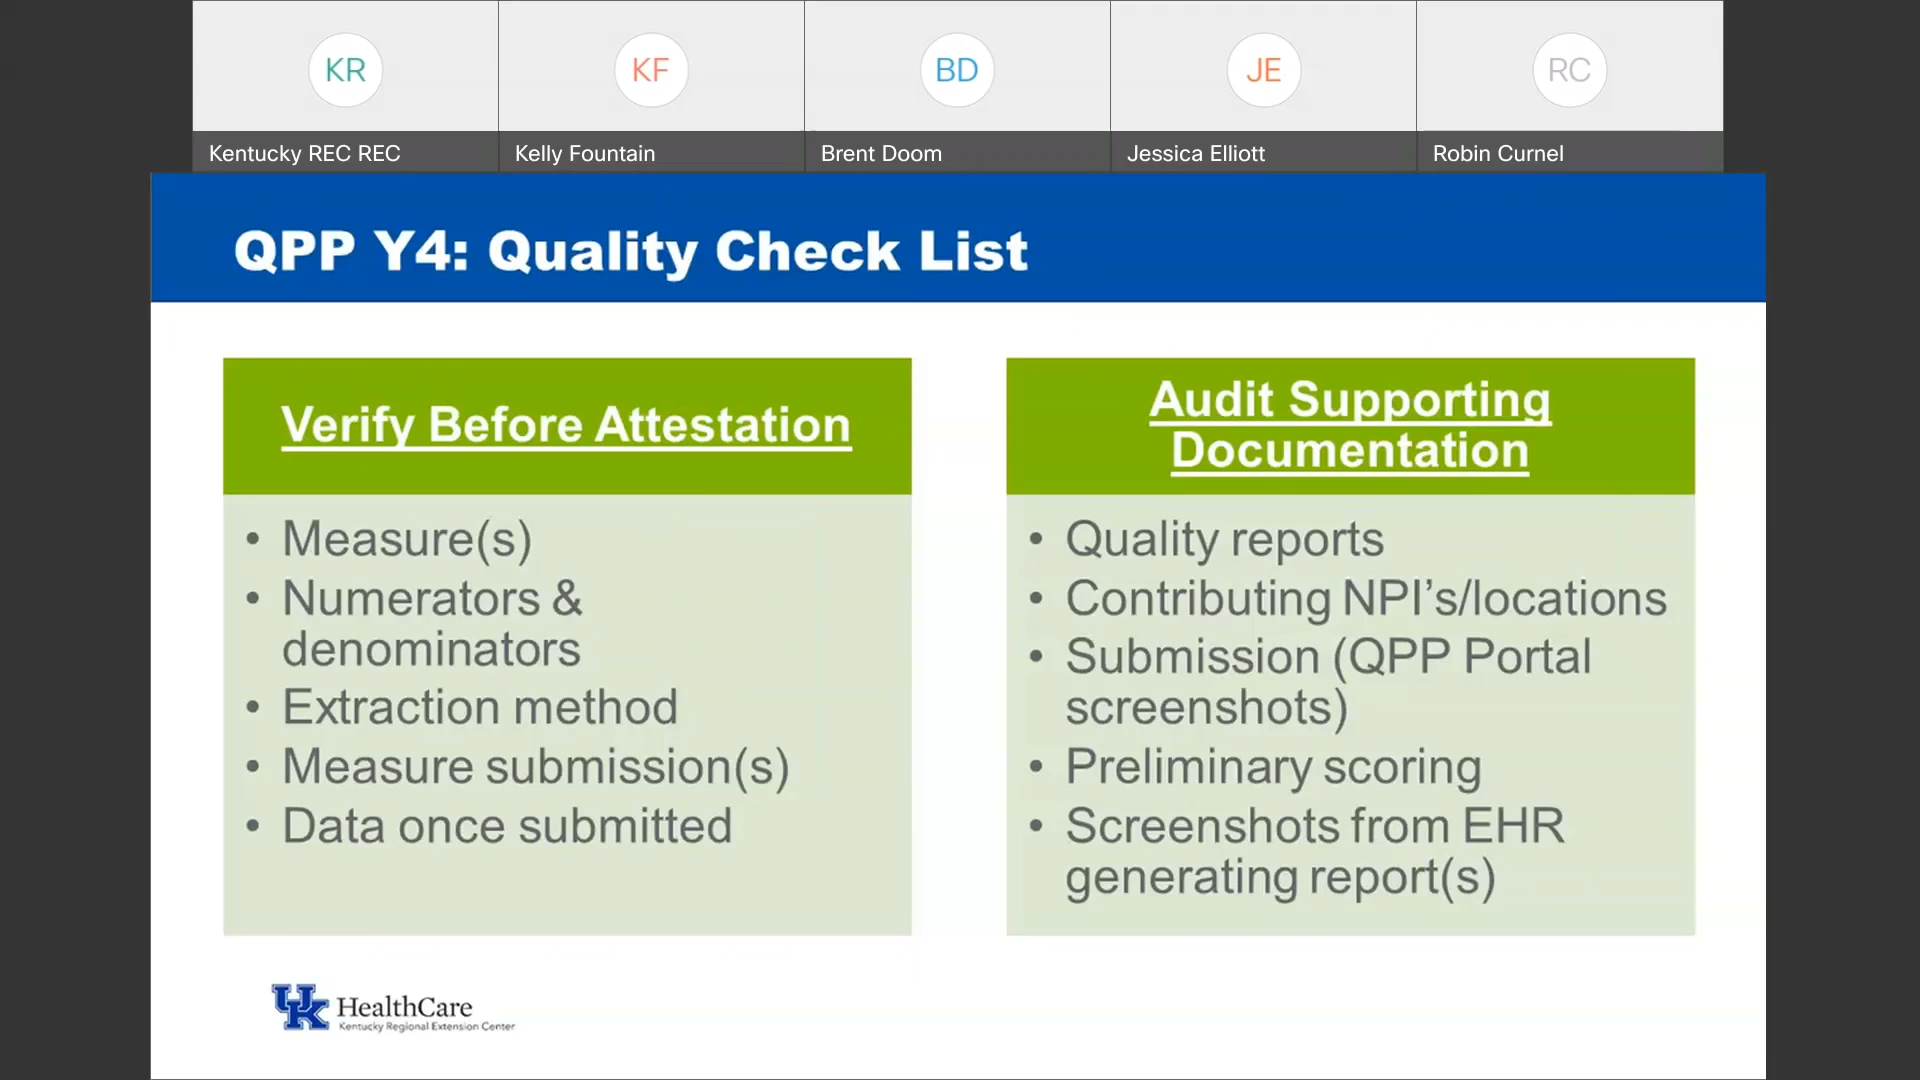 KR
KF
BD
JE
RC
Kentucky REC REC
Kelly Fountain
Brent Doom
Jessica Elliott
Robin Curnel
QPP Y4: Quality Check List
Verify Before Attestation
• Measure(s)
• Numerators &
denominators
• Extraction method
• Measure submission(s)
• Data once submitted
Audit Supporting
Documentation
• Quality reports
• Contributing NPI’s/locations
• Submission (QPP Portal
screenshots)
• Preliminary scoring
• Screenshots from EHR
generating report(s)
UK HealthCare
Kentucky Regional Extension Center